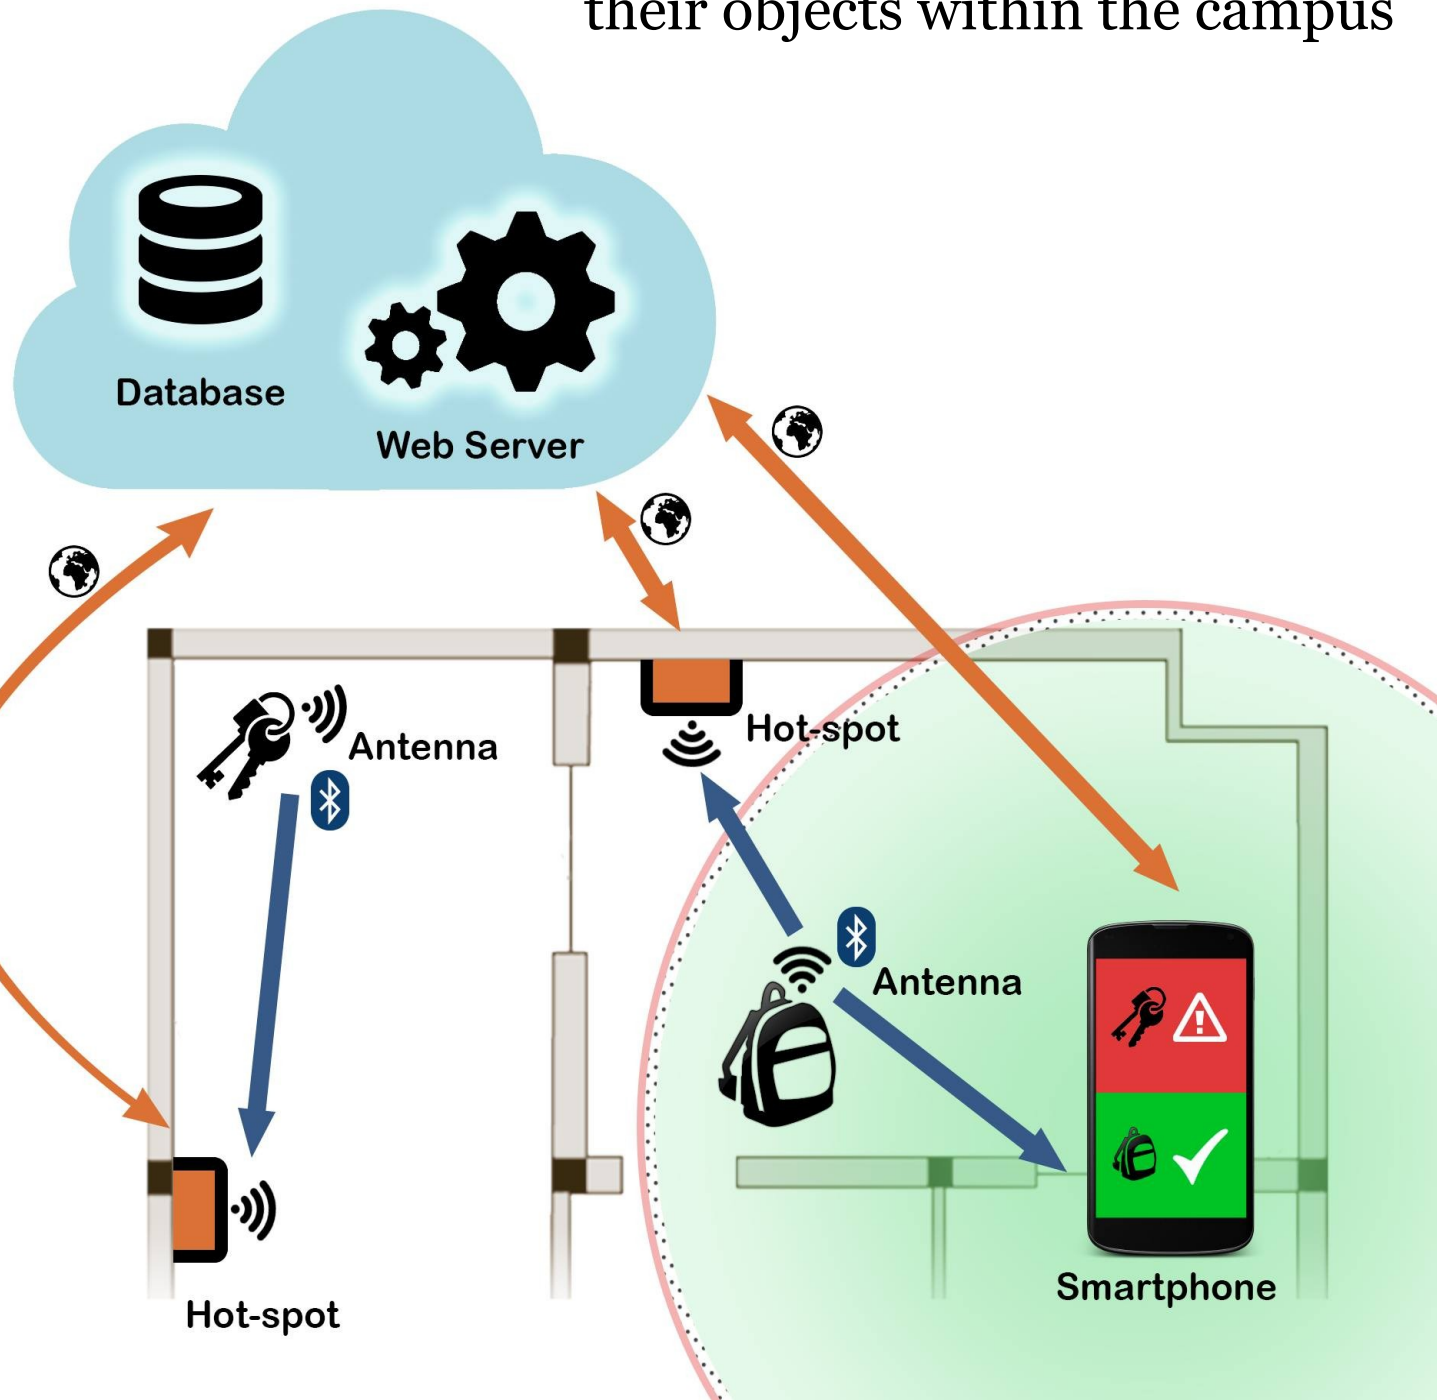 their objects within the campus
Database
Web Server
Hot-spot
Antenna
Antenna
Smartphone
Hot-spot